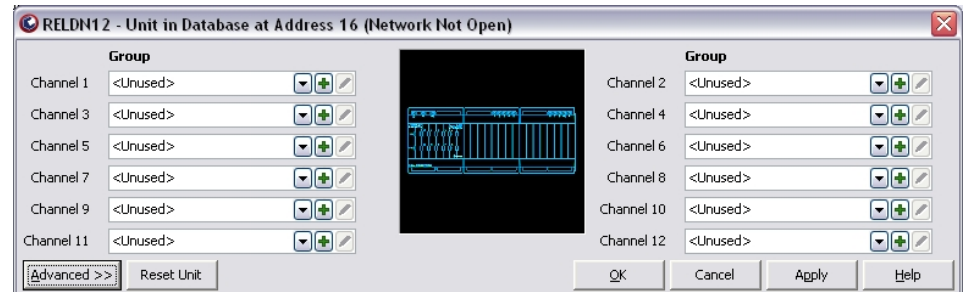 RELDN12 - Unit in Database at Address 16 (Network Not Open)
Group Group
Channel 1 <Unused> Channel 2 <Unused>
Channel 3 <Unused> Channel 4 <Unused>
Channel 5 <Unused> Channel 6 <Unused>
Channel 7 <Unused> Channel 8 <Unused>
Channel 9 <Unused> Channel 10 <Unused>
Channel 11 <Unused> Channel 12 <Unused>
Advanced >> Reset Unit OK Cancel Apply Help